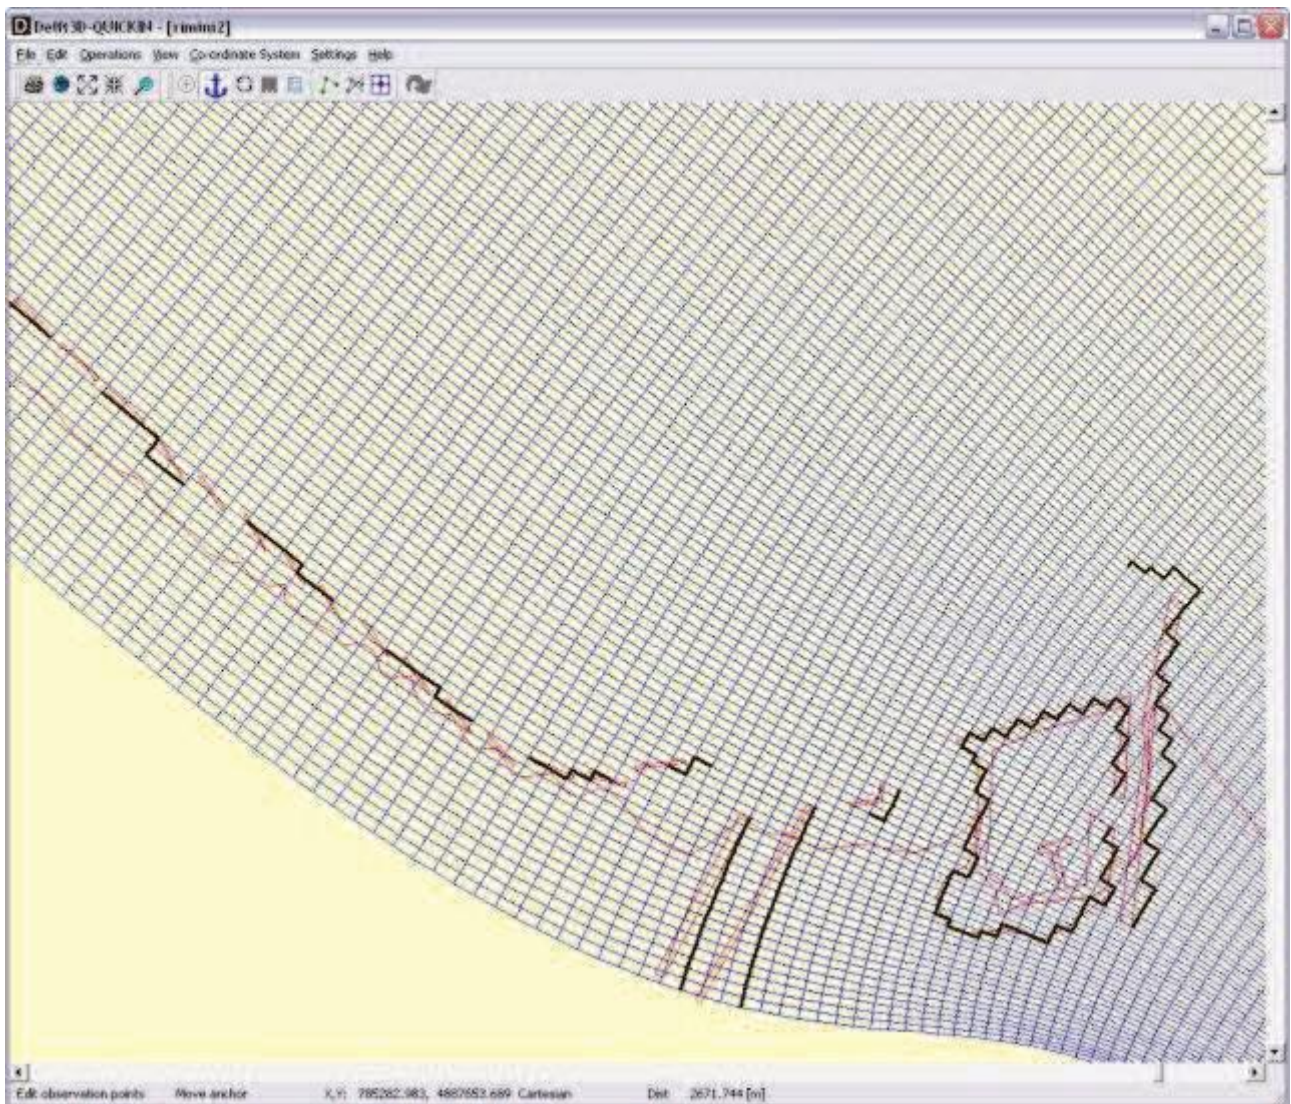 Delft3D-QUICKIN - [rimini2]
File Edit Operations View Co-ordinate System Settings Help
Edit observation points Move anchor X,Y: 785282.983, 4887653.689 Cartesian Dist 2671.744 [m]